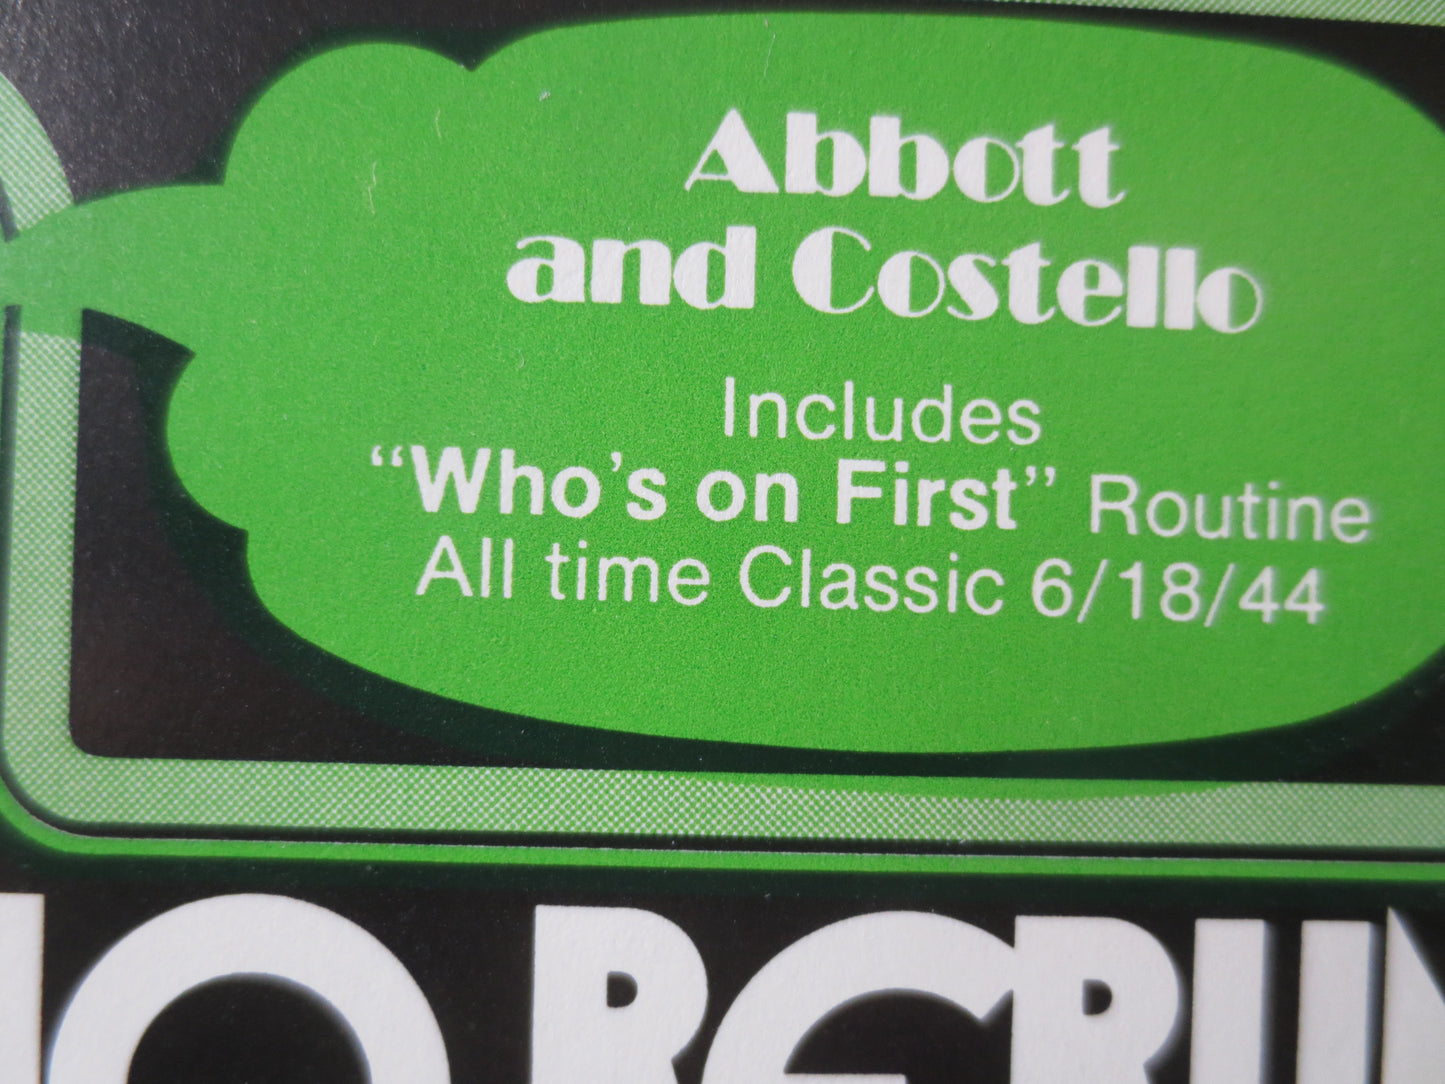 Abbott
and Costello
Includes
“Who's on First” Routine
All time Classic 6/18/44